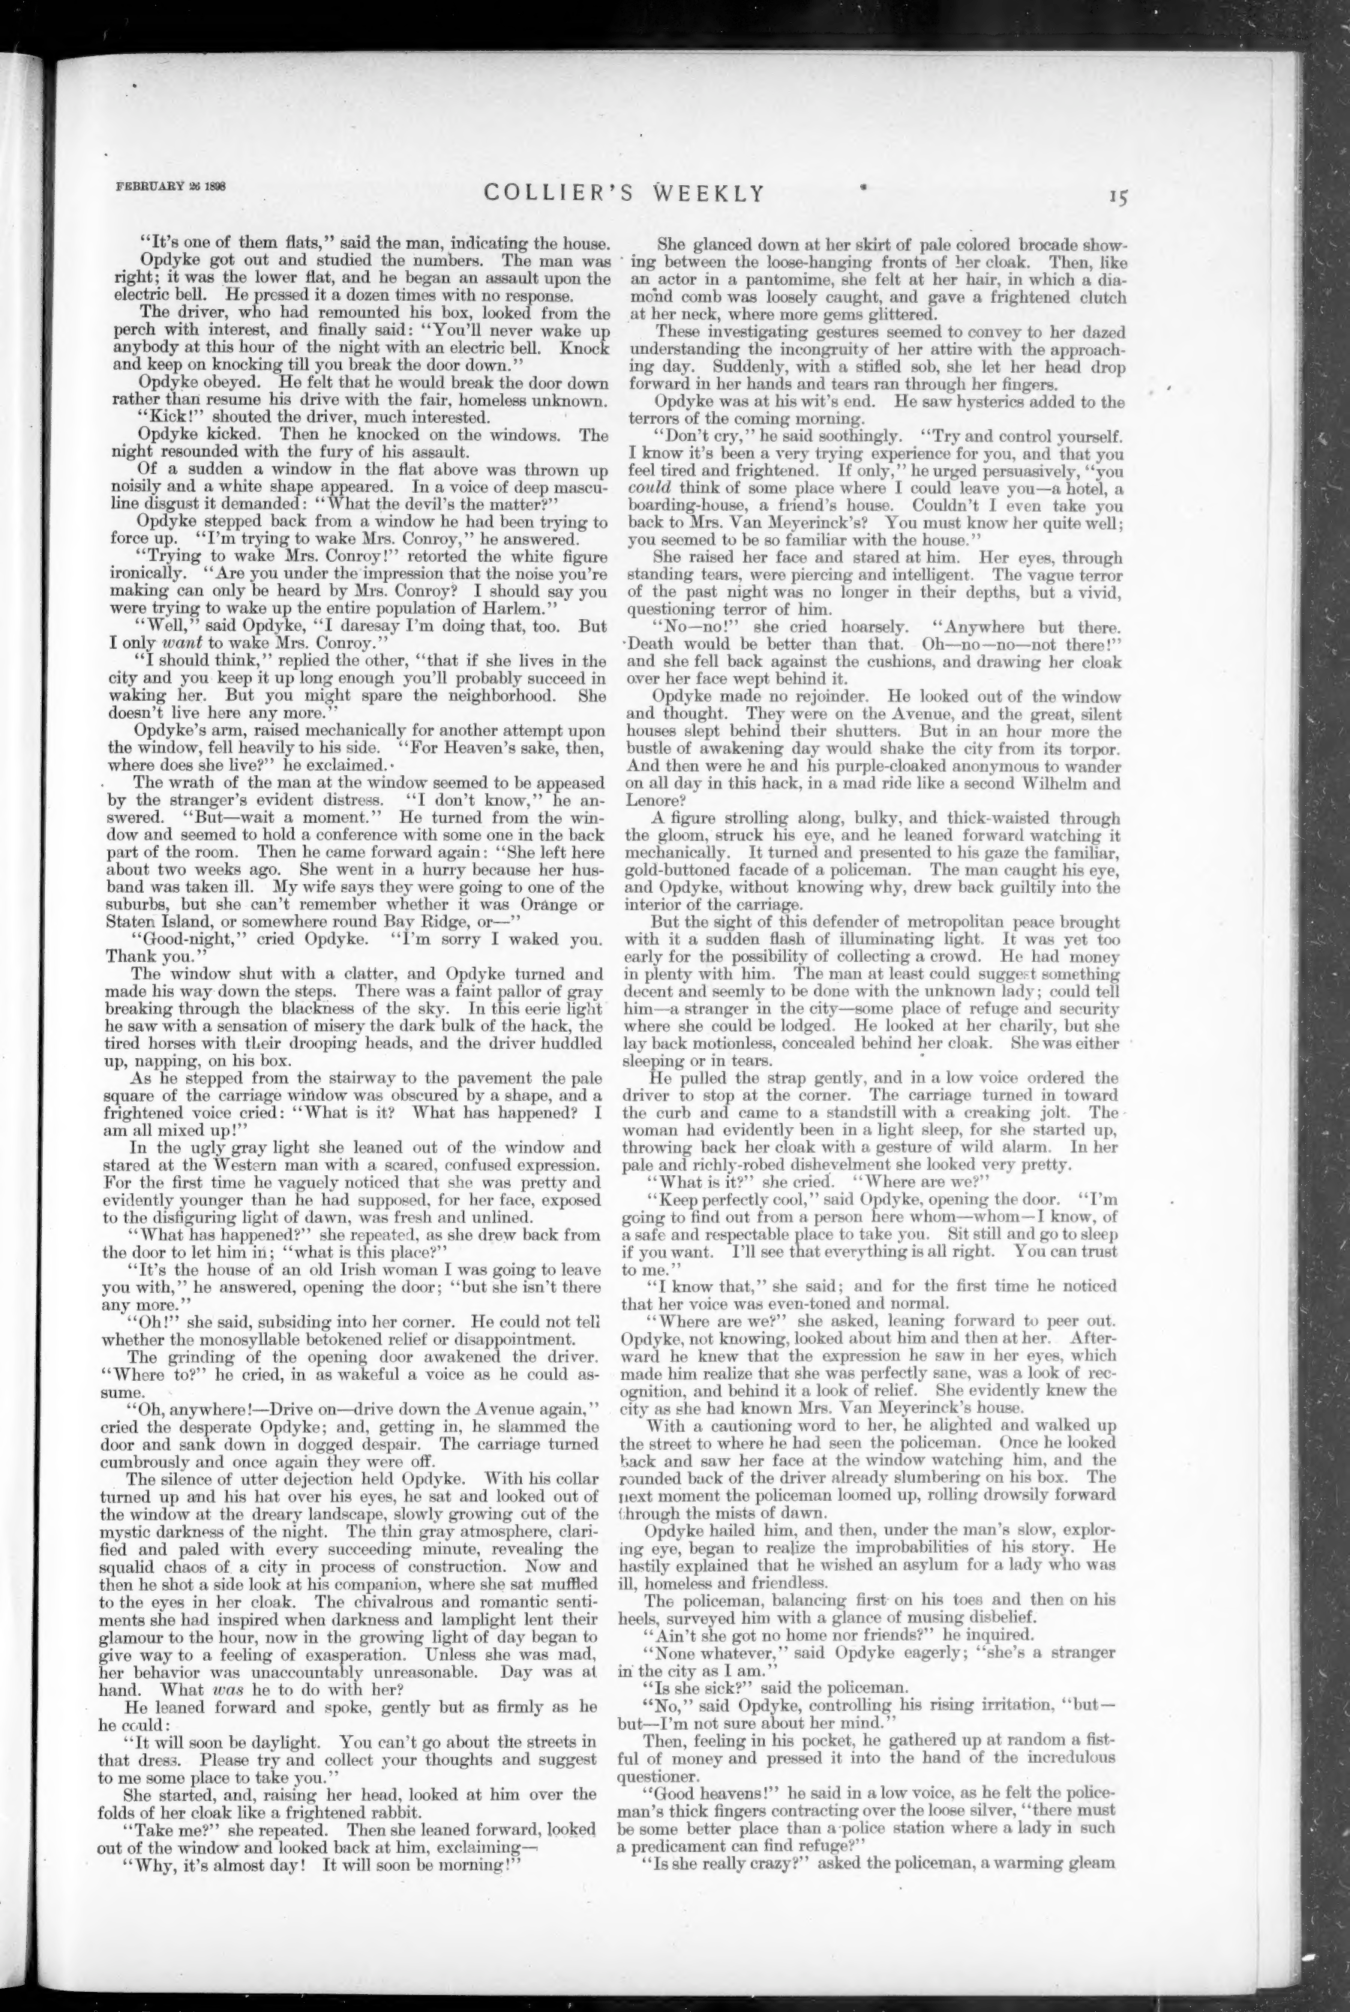 FEBRUARY 26 1898
COLLIER'S WEEKLY
15
"It's one of them flats," said the man, indicating the house.
Opdyke got out and studied the numbers. The man was
right; it was the lower flat, and he began an assault upon the
electric bell. He pressed it a dozen times with no response.
The driver, who had remounted his box, looked from the
perch with interest, and finally said: "You'll never wake up
anybody at this hour of the night with an electric bell. Knock
and keep on knocking till you break the door down."
Opdyke obeyed. He felt that he would break the door down
rather than resume his drive with the fair, homeless unknown.
"Kick!" shouted the driver, much interested.
Opdyke kicked. Then he knocked on the windows. The
night resounded with the fury of his assault.
Of a sudden a window in the flat above was thrown up
noisily and a white shape appeared. In a voice of deep mascu-
line disgust it demanded: "What the devil's the matter?"
Opdyke stepped back from a window he had been trying to
force up. "I'm trying to wake Mrs. Conroy," he answered.
"Trying to wake Mrs. Conroy!" retorted the white figure
ironically. "Are you under the impression that the noise you're
making can only be heard by Mrs. Conroy? I should say you
were trying to wake up the entire population of Harlem."
"Well," said Opdyke, "I daresay I'm doing that, too. But
I only want to wake Mrs. Conroy."
"I should think," replied the other, "that if she lives in the
city and you keep it up long enough you'll probably succeed in
waking her. But you might spare the neighborhood. She
doesn't live here any more."
Opdyke's arm, raised mechanically for another attempt upon
the window, fell heavily to his side. "For Heaven's sake, then,
where does she live?" he exclaimed.
The wrath of the man at the window seemed to be appeased
by the stranger's evident distress. "I don't know," he an-
swered. "But—wait a moment." He turned from the win-
dow and seemed to hold a conference with some one in the back
part of the room. Then he came forward again: "She left here
about two weeks ago. She went in a hurry because her hus-
band was taken ill. My wife says they were going to one of the
suburbs, but she can't remember whether it was Orange or
Staten Island, or somewhere round Bay Ridge, or—"
"Good-night," cried Opdyke. "I'm sorry I waked you.
Thank you."
The window shut with a clatter, and Opdyke turned and
made his way down the steps. There was a faint pallor of gray
breaking through the blackness of the sky. In this eerie light
he saw with a sensation of misery the dark bulk of the hack, the
tired horses with their drooping heads, and the driver huddled
up, napping, on his box.
As he stepped from the stairway to the pavement the pale
square of the carriage window was obscured by a shape, and a
frightened voice cried: "What is it? What has happened? I
am all mixed up!"
In the ugly gray light she leaned out of the window and
stared at the Western man with a scared, confused expression.
For the first time he vaguely noticed that she was pretty and
evidently younger than he had supposed, for her face, exposed
to the disfiguring light of dawn, was fresh and unlined.
"What has happened?" she repeated, as she drew back from
the door to let him in; "what is this place?"
"It's the house of an old Irish woman I was going to leave
you with," he answered, opening the door; "but she isn't there
any more."
"Oh!" she said, subsiding into her corner. He could not tell
whether the monosyllable betokened relief or disappointment.
The grinding of the opening door awakened the driver.
"Where to?" he cried, in as wakeful a voice as he could as-
sume.
"Oh, anywhere!—Drive on—drive down the Avenue again,"
cried the desperate Opdyke; and, getting in, he slammed the
door and sank down in dogged despair. The carriage turned
cumbrously and once again they were off.
The silence of utter dejection held Opdyke. With his collar
turned up and his hat over his eyes, he sat and looked out of
the window at the dreary landscape, slowly growing out of the
mystic darkness of the night. The thin gray atmosphere, clari-
fied and paled with every succeeding minute, revealing the
squalid chaos of a city in process of construction. Now and
then he shot a side look at his companion, where she sat muffled
to the eyes in her cloak. The chivalrous and romantic senti-
ments she had inspired when darkness and lamplight lent their
glamour to the hour, now in the growing light of day began to
give way to a feeling of exasperation. Unless she was mad,
her behavior was unaccountably unreasonable. Day was at
hand. What was he to do with her?
He leaned forward and spoke, gently but as firmly as he
he could:
"It will soon be daylight. You can't go about the streets in
that dress. Please try and collect your thoughts and suggest
to me some place to take you."
She started, and, raising her head, looked at him over the
folds of her cloak like a frightened rabbit.
"Take me?" she repeated. Then she leaned forward, looked
out of the window and looked back at him, exclaiming—
"Why, it's almost day! It will soon be morning!"
She glanced down at her skirt of pale colored brocade show-
ing between the loose-hanging fronts of her cloak. Then, like
an actor in a pantomime, she felt at her hair, in which a dia-
mond comb was loosely caught, and gave a frightened clutch
at her neck, where more gems glittered.
These investigating gestures seemed to convey to her dazed
understanding the incongruity of her attire with the approach-
ing day. Suddenly, with a stifled sob, she let her head drop
forward in her hands and tears ran through her fingers.
Opdyke was at his wit's end. He saw hysterics added to the
terrors of the coming morning.
"Don't cry," he said soothingly. "Try and control yourself.
I know it's been a very trying experience for you, and that you
feel tired and frightened. If only," he urged persuasively, "you
could think of some place where I could leave you—a hotel, a
boarding-house, a friend's house. Couldn't I even take you
back to Mrs. Van Meyerinck's? You must know her quite well;
you seemed to be so familiar with the house."
She raised her face and stared at him. Her eyes, through
standing tears, were piercing and intelligent. The vague terror
of the past night was no longer in their depths, but a vivid,
questioning terror of him.
"No—no!" she cried hoarsely. "Anywhere but there.
Death would be better than that. Oh—no—no—not there!"
and she fell back against the cushions, and drawing her cloak
over her face wept behind it.
Opdyke made no rejoinder. He looked out of the window
and thought. They were on the Avenue, and the great, silent
houses slept behind their shutters. But in an hour more the
bustle of awakening day would shake the city from its torpor.
And then were he and his purple-cloaked anonymous to wander
on all day in this hack, in a mad ride like a second Wilhelm and
Lenore?
A figure strolling along, bulky, and thick-waisted through
the gloom, struck his eye, and he leaned forward watching it
mechanically. It turned and presented to his gaze the familiar,
gold-buttoned facade of a policeman. The man caught his eye,
and Opdyke, without knowing why, drew back guiltily into the
interior of the carriage.
But the sight of this defender of metropolitan peace brought
with it a sudden flash of illuminating light. It was yet too
early for the possibility of collecting a crowd. He had money
in plenty with him. The man at least could suggest something
decent and seemly to be done with the unknown lady; could tell
him—a stranger in the city—some place of refuge and security
where she could be lodged. He looked at her charily, but she
lay back motionless, concealed behind her cloak. She was either
sleeping or in tears.
He pulled the strap gently, and in a low voice ordered the
driver to stop at the corner. The carriage turned in toward
the curb and came to a standstill with a creaking jolt. The
woman had evidently been in a light sleep, for she started up,
throwing back her cloak with a gesture of wild alarm. In her
pale and richly-robed dishevelment she looked very pretty.
"What is it?" she cried. "Where are we?"
"Keep perfectly cool," said Opdyke, opening the door. "I'm
going to find out from a person here whom—whom—I know, of
a safe and respectable place to take you. Sit still and go to sleep
if you want. I'll see that everything is all right. You can trust
to me."
"I know that," she said; and for the first time he noticed
that her voice was even-toned and normal.
"Where are we?" she asked, leaning forward to peer out.
Opdyke, not knowing, looked about him and then at her. After-
ward he knew that the expression he saw in her eyes, which
made him realize that she was perfectly sane, was a look of rec-
ognition, and behind it a look of relief. She evidently knew the
city as she had known Mrs. Van Meyerinck's house.
With a cautioning word to her, he alighted and walked up
the street to where he had seen the policeman. Once he looked
back and saw her face at the window watching him, and the
rounded back of the driver already slumbering on his box. The
next moment the policeman loomed up, rolling drowsily forward
through the mists of dawn.
Opdyke hailed him, and then, under the man's slow, explor-
ing eye, began to realize the improbabilities of his story. He
hastily explained that he wished an asylum for a lady who was
ill, homeless and friendless.
The policeman, balancing first on his toes and then on his
heels, surveyed him with a glance of musing disbelief.
"Ain't she got no home nor friends?" he inquired.
"None whatever," said Opdyke eagerly; "she's a stranger
in the city as I am."
"Is she sick?" said the policeman.
"No," said Opdyke, controlling his rising irritation, "but—
but—I'm not sure about her mind."
Then, feeling in his pocket, he gathered up at random a fist-
ful of money and pressed it into the hand of the incredulous
questioner.
"Good heavens!" he said in a low voice, as he felt the police-
man's thick fingers contracting over the loose silver, "there must
be some better place than a police station where a lady in such
a predicament can find refuge?"
"Is she really crazy?" asked the policeman, a warming gleam